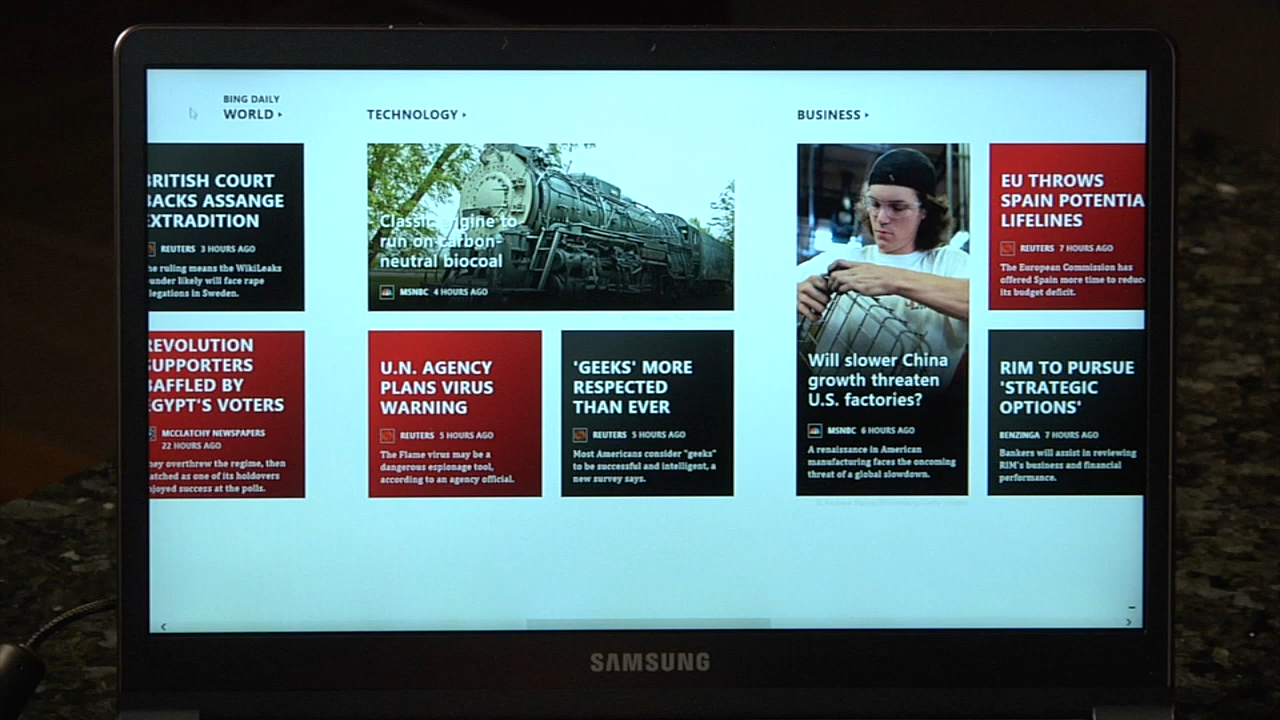 BING DAILY
WORLD
TECHNOLOGY
BUSINESS
BRITISH COURT
BACKS ASSANGE
EXTRADITION
REUTERS 3 HOURS AGO
he ruling means the WikiLeaks
ounder likely will face rape
llegations in Sweden.
REVOLUTION
SUPPORTERS
BAFFLED BY
EGYPT'S VOTERS
MCCLATCHY NEWSPAPERS
22 HOURS AGO
hey overthrew the regime, then
atched as one of its holdovers
njoyed success at the polls.
Classic engine to
run on carbon-
neutral biocoal
MSNBC 4 HOURS AGO
U.N. AGENCY
PLANS VIRUS
WARNING
REUTERS 5 HOURS AGO
The Flame virus may be a
dangerous espionage tool,
according to an agency official.
'GEEKS' MORE
RESPECTED
THAN EVER
REUTERS 5 HOURS AGO
Most Americans consider "geeks"
to be successful and intelligent, a
new survey says.
Will slower China
growth threaten
U.S. factories?
MSNBC 6 HOURS AGO
A renaissance in American
manufacturing faces the oncoming
threat of a global slowdown.
EU THROWS
SPAIN POTENTIA
LIFELINES
REUTERS 7 HOURS AGO
The European Commission has
offered Spain more time to reduc
its budget deficit.
RIM TO PURSUE
'STRATEGIC
OPTIONS'
BENZINGA 7 HOURS AGO
Bankers will assist in reviewing
RIM's business and financial
performance.
SAMSUNG